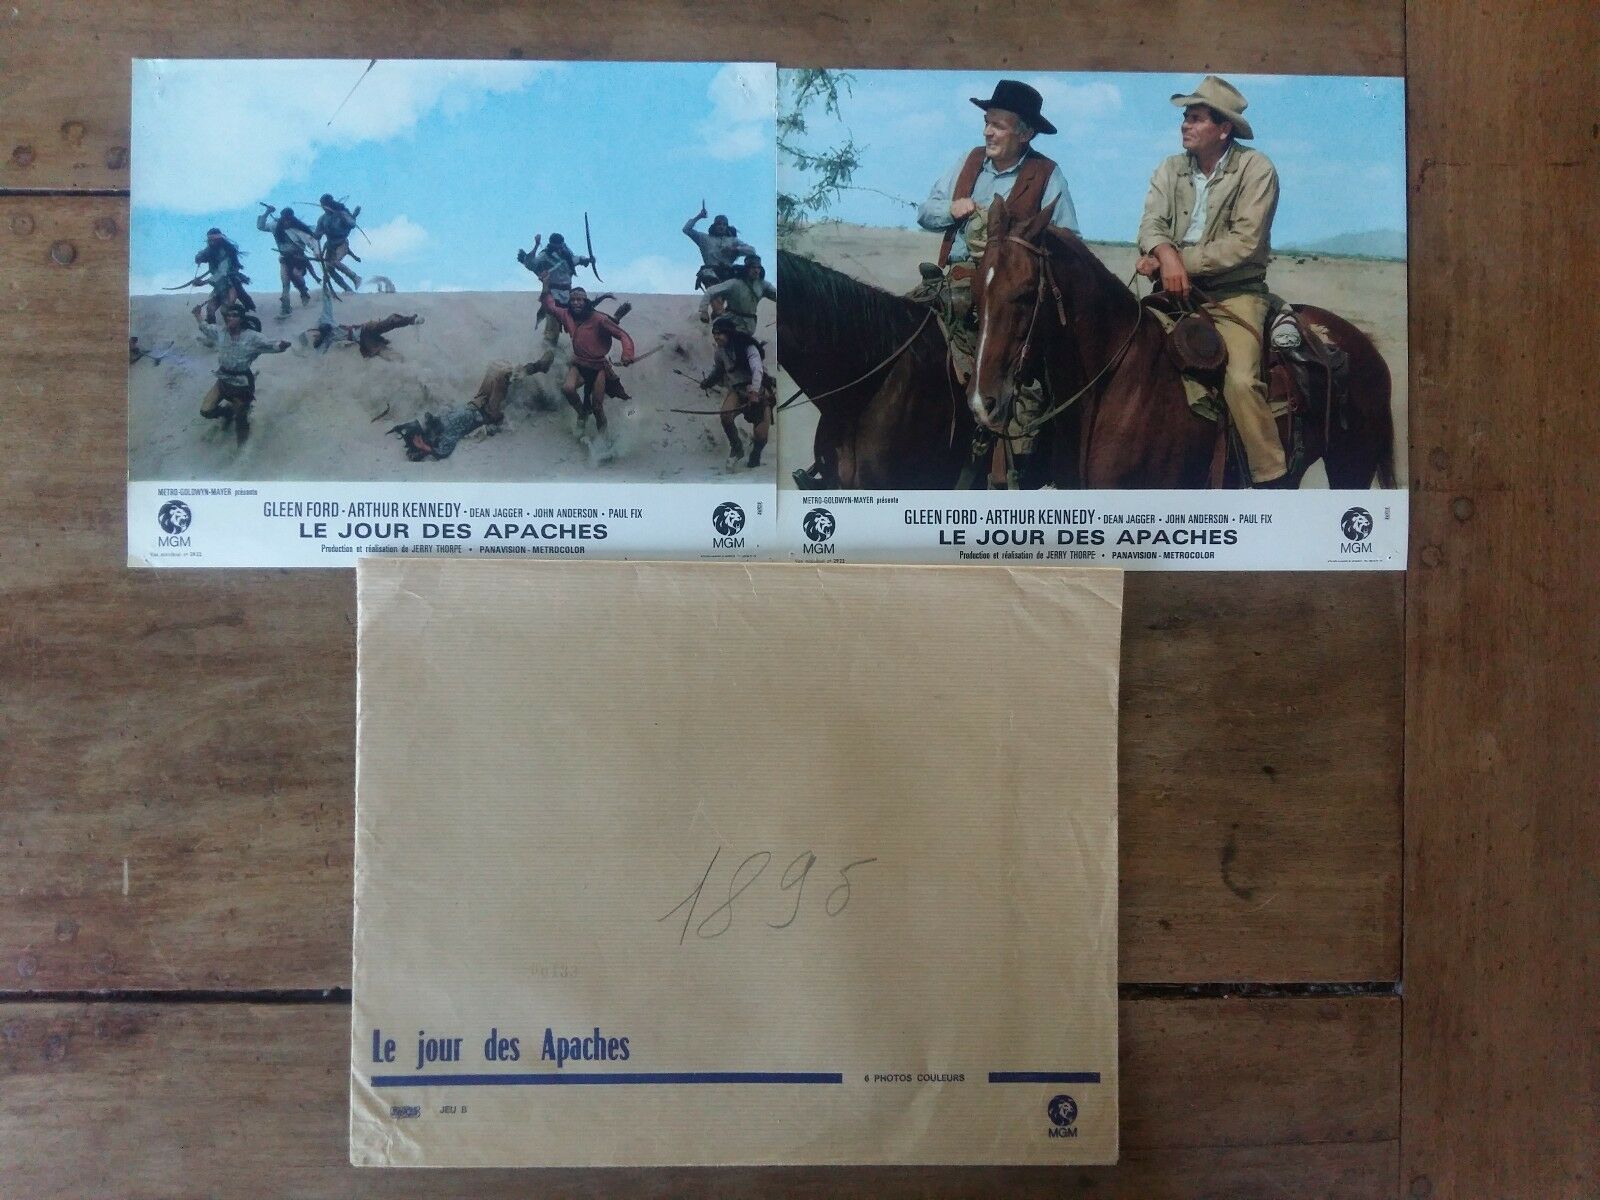 METRO-GOLDWYN-MAYER présente
GLEEN FORD - ARTHUR KENNEDY - DEAN JAGGER - JOHN ANDERSON - PAUL FIX
LE JOUR DES APACHES
Production et réalisation de JERRY THORPE • PANAVISION - METROCOLOR
MGM
MGM
METRO-GOLDWYN-MAYER présente
GLEEN FORD - ARTHUR KENNEDY - DEAN JAGGER - JOHN ANDERSON - PAUL FIX
LE JOUR DES APACHES
Production et réalisation de JERRY THORPE • PANAVISION - METROCOLOR
MGM
MGM
1895
Le jour des Apaches
6 PHOTOS COULEURS
JEU B
MGM